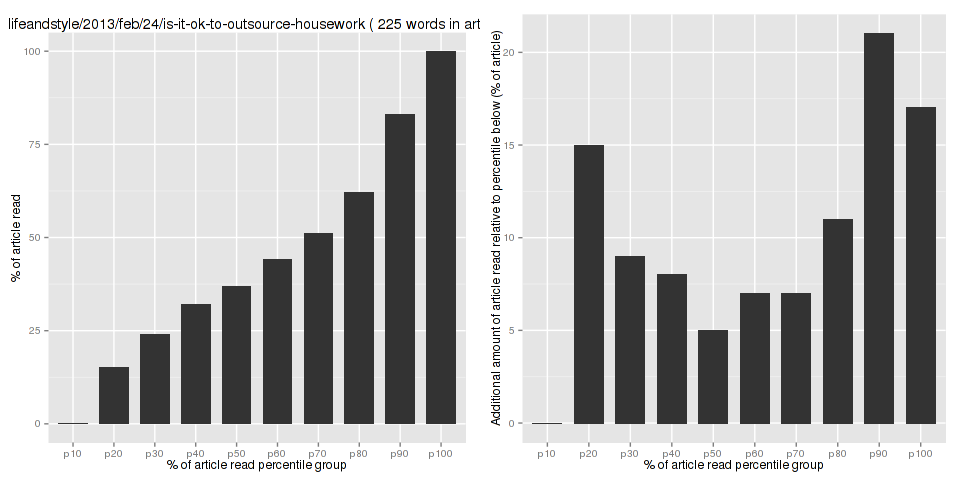 lifeandstyle/2013/feb/24/is-it-ok-to-outsource-housework ( 225 words in art
% of article read
100
75
50
25
0
p10 p20 p30 p40 p50 p60 p70 p80 p90 p100
% of article read percentile group
Additional amount of article read relative to percentile below (% of article)
20
15
10
5
0
p10 p20 p30 p40 p50 p60 p70 p80 p90 p100
% of article read percentile group